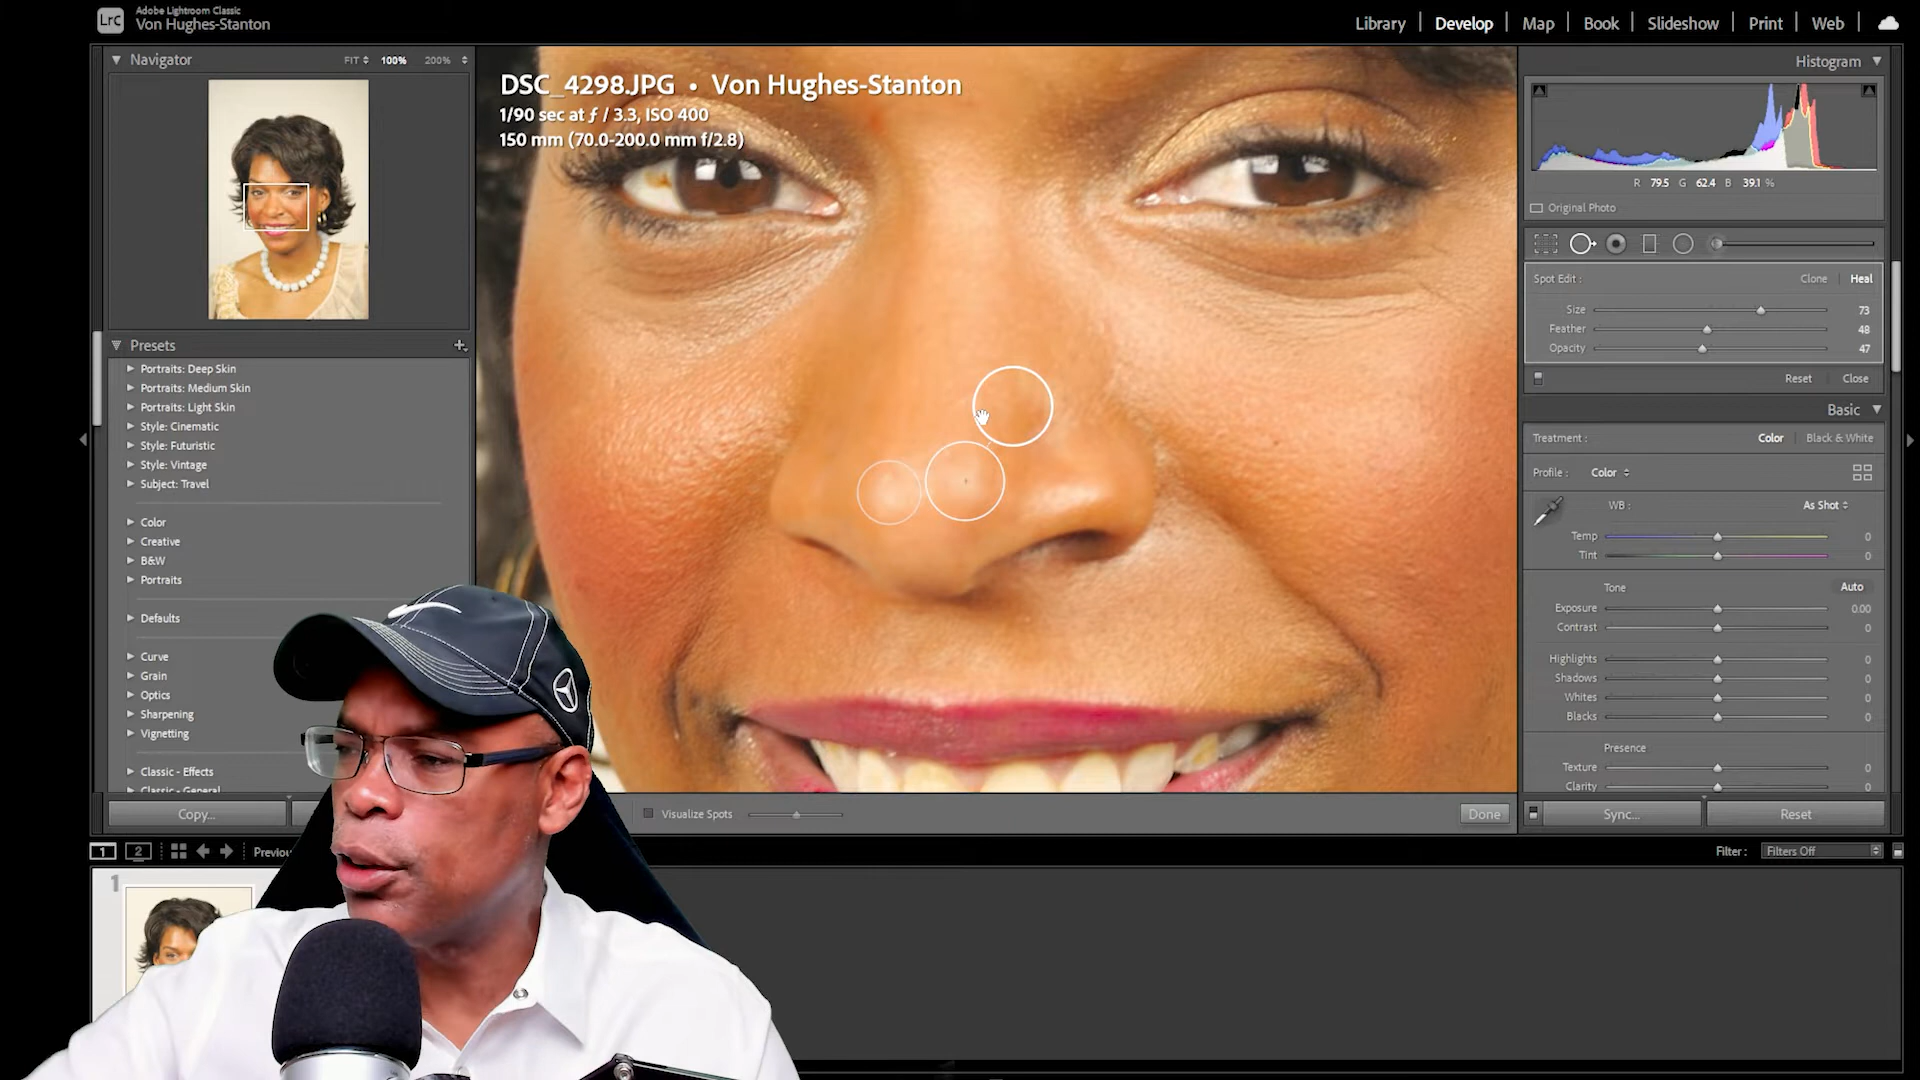 LrC
Adobe Lightroom Classic
Von Hughes-Stanton
Library
Develop
Map
Book
Slideshow
Print
Web
Navigator
FIT
100%
200%
Presets
Portraits: Deep Skin
Portraits: Medium Skin
Portraits: Light Skin
Style: Cinematic
Style: Futuristic
Style: Vintage
Subject: Travel
Color
Creative
B&W
Portraits
Defaults
Curve
Grain
Optics
Sharpening
Vignetting
Classic - Effects
Classic - General
Copy...
DSC_4298.JPG • Von Hughes-Stanton
1/90 sec at ƒ / 3.3, ISO 400
150 mm (70.0-200.0 mm f/2.8)
Visualize Spots
Done
Histogram
R 79.5 G 62.4 B 39.1 %
Original Photo
Spot Edit : Clone Heal
Size 73
Feather 48
Opacity 47
Reset Close
Basic
Treatment : Color Black & White
Profile : Color
WB : As Shot
Temp 0
Tint 0
Tone Auto
Exposure 0.00
Contrast 0
Highlights 0
Shadows 0
Whites 0
Blacks 0
Presence
Texture 0
Clarity 0
Sync... Reset
1 2 Previou
Filter : Filters Off
1